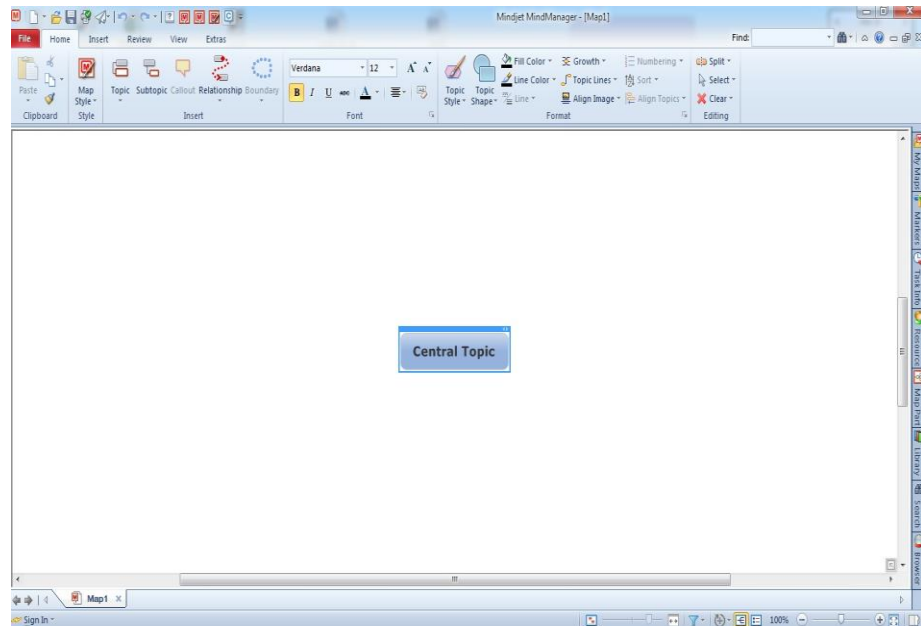 Mindjet MindManager - [Map1]
File Home Insert Review View Extras Find:
Paste Map Style Topic Subtopic Callout Relationship Boundary
Verdana 12
B I U abc A
Topic Style Topic Shape
Fill Color Growth Numbering
Line Color Topic Lines Sort
Line Align Image Align Topics
Split
Select
Clear
Clipboard Style Insert Font Format Editing
Central Topic
My Maps
Markers
Task Info
Resource
Map Part
Library
Search
Browser
Map1
Sign In 100%